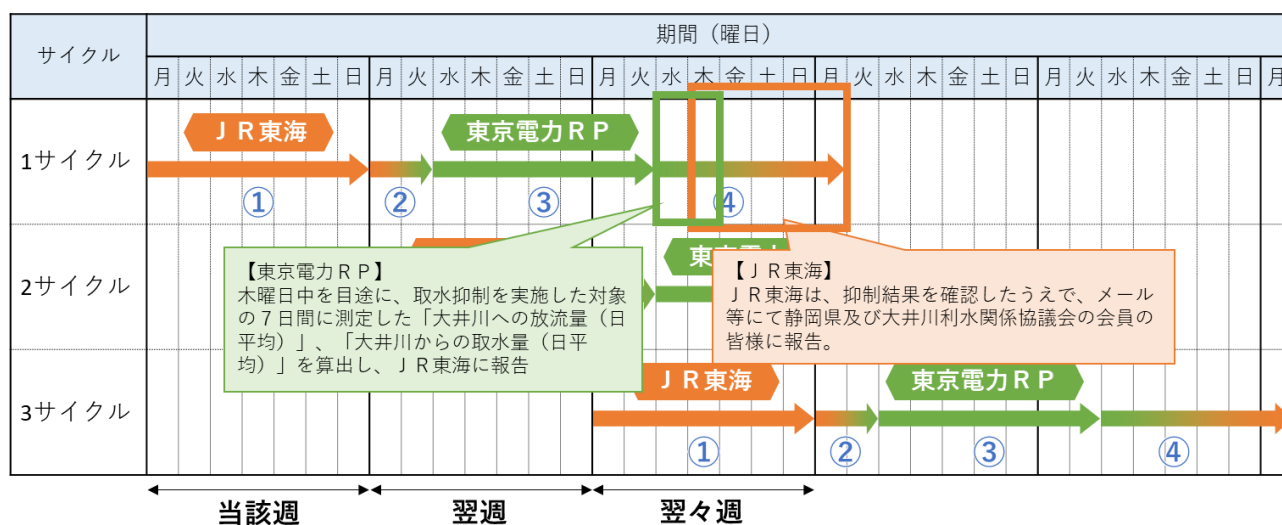 サイクル
期間（曜日）
月 火 水 木 金 土 日 月 火 水 木 金 土 日 月 火 水 木 金 土 日 月 火 水 木 金 土 日 月 火 水 木 金 土 日 月
1サイクル
ＪＲ東海
東京電力ＲＰ
① ② ③ ④
2サイクル
【東京電力ＲＰ】
木曜日中を目途に、取水抑制を実施した対象
の７日間に測定した「大井川への放流量（日
平均）」、「大井川からの取水量（日平
均）」を算出し、ＪＲ東海に報告
【ＪＲ東海】
ＪＲ東海は、抑制結果を確認したうえで、メール
等にて静岡県及び大井川利水関係協議会の会員の
皆様に報告。
3サイクル
ＪＲ東海
東京電力ＲＰ
① ② ③ ④
当該週
翌週
翌々週